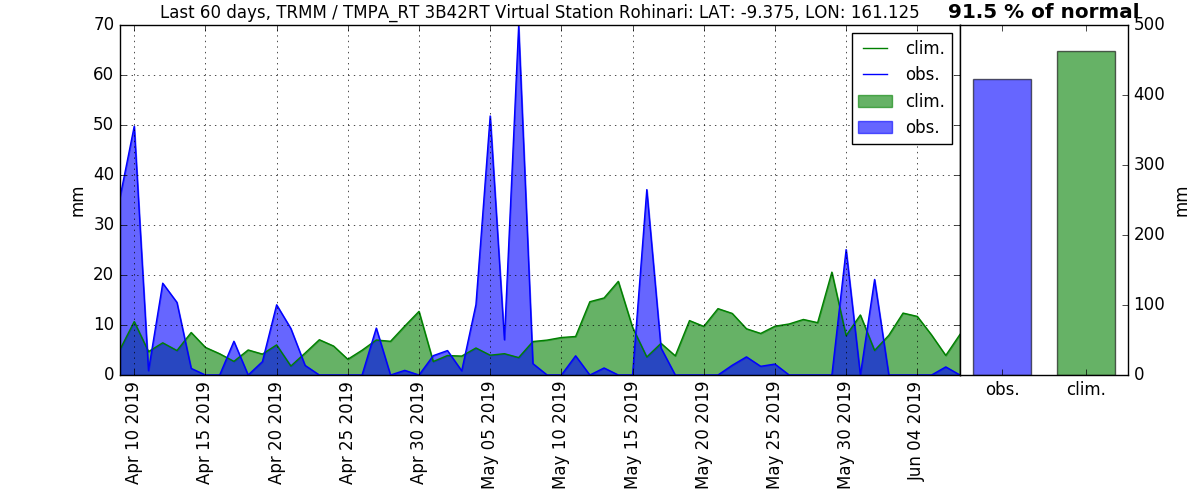 Last 60 days, TRMM / TMPA_RT 3B42RT Virtual Station Rohinari: LAT: -9.375, LON: 161.125
91.5 % of normal
70
60
50
40
30
20
10
0
mm
clim.
obs.
clim.
obs.
500
400
300
200
100
0
mm
Apr 10 2019
Apr 15 2019
Apr 20 2019
Apr 25 2019
Apr 30 2019
May 05 2019
May 10 2019
May 15 2019
May 20 2019
May 25 2019
May 30 2019
Jun 04 2019
obs.
clim.